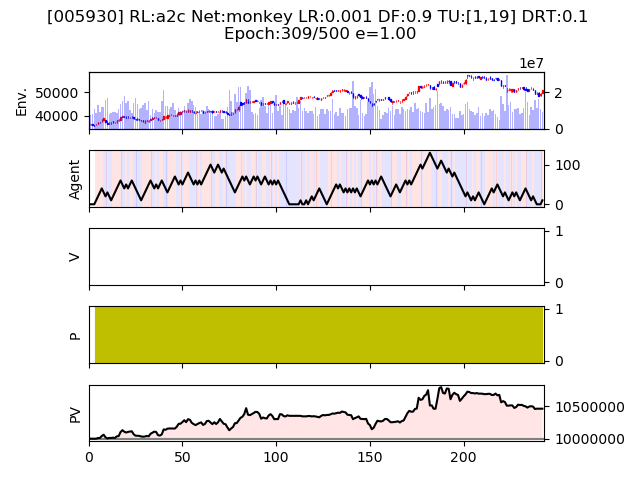 [005930] RL:a2c Net:monkey LR:0.001 DF:0.9 TU:[1,19] DRT:0.1
Epoch:309/500 e=1.00
1e7
Env.
50000
40000
2
0
Agent
100
0
V
1
0
P
1
0
PV
10500000
10000000
0
50
100
150
200